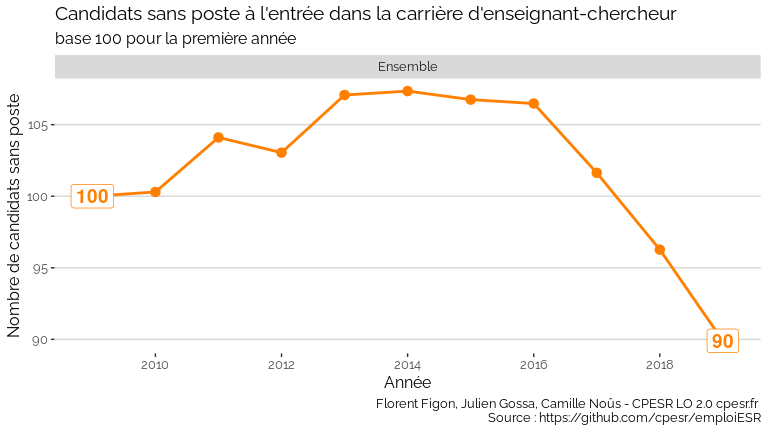 Candidats sans poste à l'entrée dans la carrière d'enseignant-chercheur
base 100 pour la première année
Ensemble
Nombre de candidats sans poste
105
100
95
90
100
90
2010
2012
2014
2016
2018
Année
Florent Figon, Julien Gossa, Camille Noûs - CPESR LO 2.0 cpesr.fr
Source : https://github.com/cpesr/emploiESR